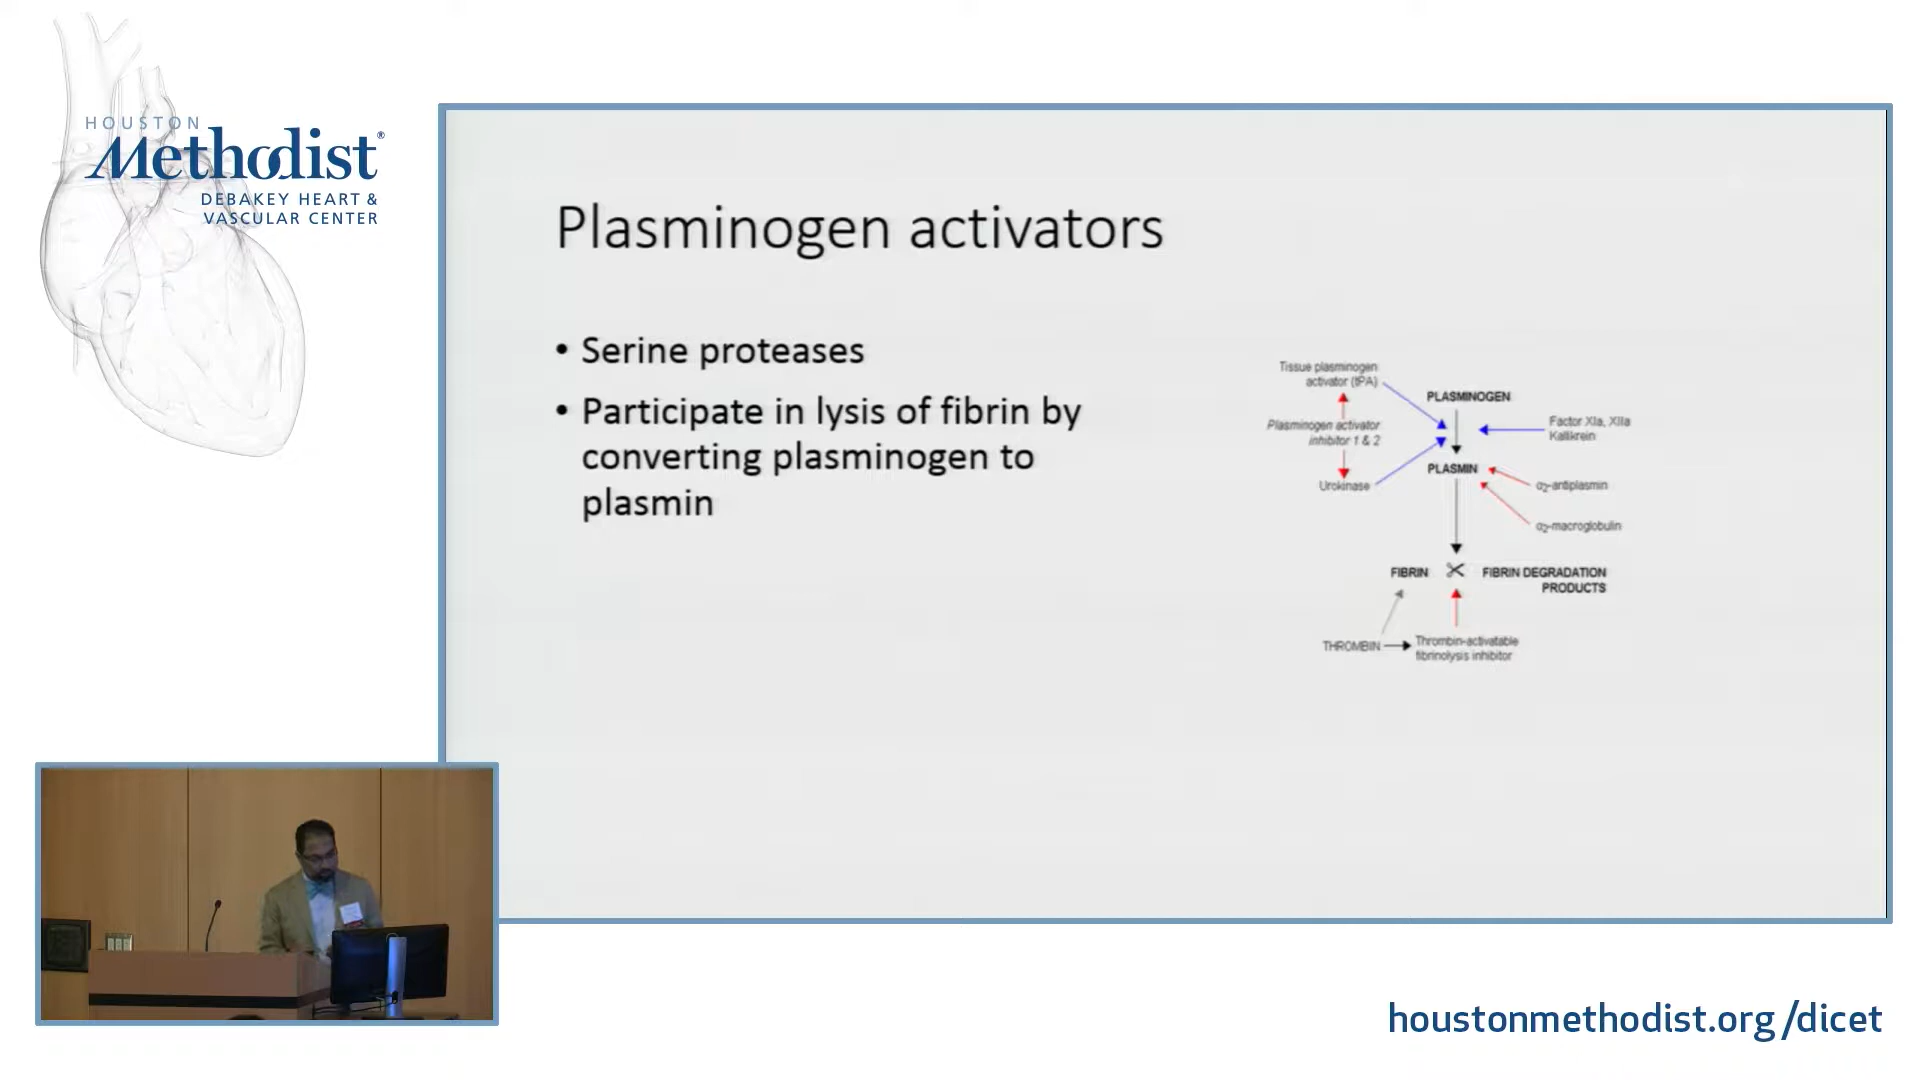 HOUSTON
Methodist®
DEBAKEY HEART &
VASCULAR CENTER
Plasminogen activators
• Serine proteases
• Participate in lysis of fibrin by
converting plasminogen to
plasmin
Tissue plasminogen
activator (tPA)
PLASMINOGEN
Plasminogen activator
inhibitor 1 & 2
Factor XIa, XIIa
Kallikrein
Urokinase
PLASMIN
α2-antiplasmin
α2-macroglobulin
FIBRIN
FIBRIN DEGRADATION
PRODUCTS
THROMBIN
Thrombin-activatable
fibrinolysis inhibitor
houstonmethodist.org/dicet